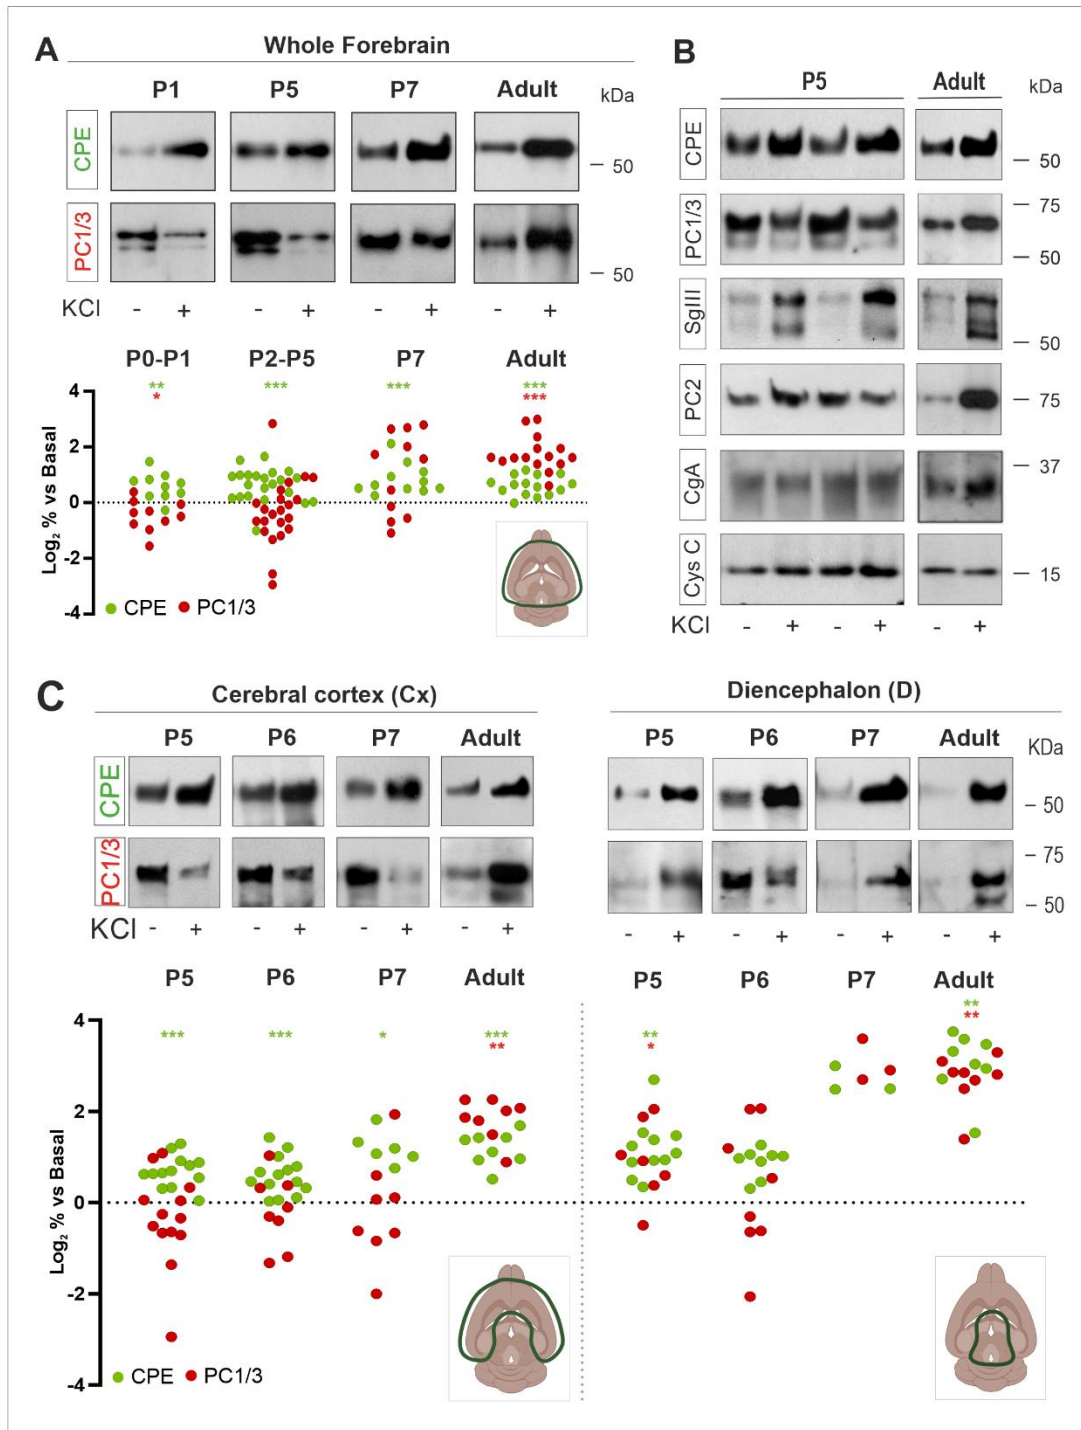 A
Whole Forebrain
P1 P5 P7 Adult kDa
CPE
50
PC1/3
50
KCl - + - + - + - +
P0-P1 P2-P5 P7 Adult
** *** *** ***
* ***
4
2
0
-2
-4
Log₂ % vs Basal
CPE PC1/3
B
P5 Adult kDa
CPE
50
PC1/3
75
50
SgIII
50
PC2
75
CgA
37
Cys C
15
KCl - + - + - +
C
Cerebral cortex (Cx)
P5 P6 P7 Adult
CPE
PC1/3
KCl - + - + - + - +
Diencephalon (D)
P5 P6 P7 Adult KDa
50
75
50
- + - + - + - +
P5 P6 P7 Adult P5 P6 P7 Adult
*** *** * *** ** **
** * **
4
2
0
-2
-4
Log₂ % vs Basal
CPE PC1/3